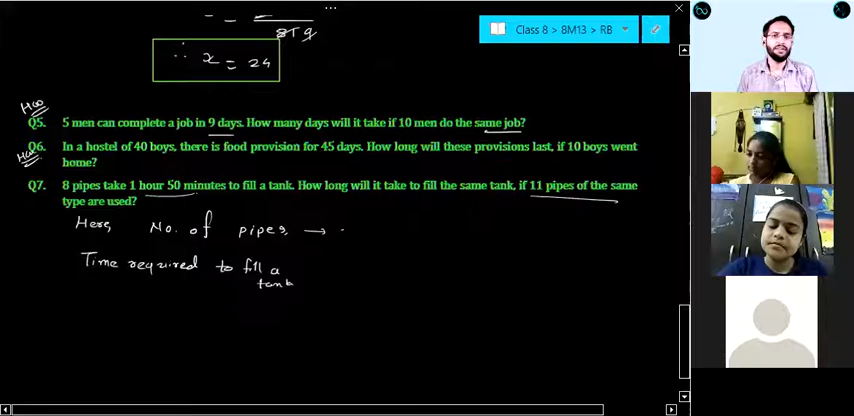 ...
Class 8 > 8M13 > RB
∴ x = 24
HW
Q5. 5 men can complete a job in 9 days. How many days will it take if 10 men do the same job?
HW
Q6. In a hostel of 40 boys, there is food provision for 45 days. How long will these provisions last, if 10 boys went
home?
Q7. 8 pipes take 1 hour 50 minutes to fill a tank. How long will it take to fill the same tank, if 11 pipes of the same
type are used?
Here, No. of pipes →
Time required to fill a
tank